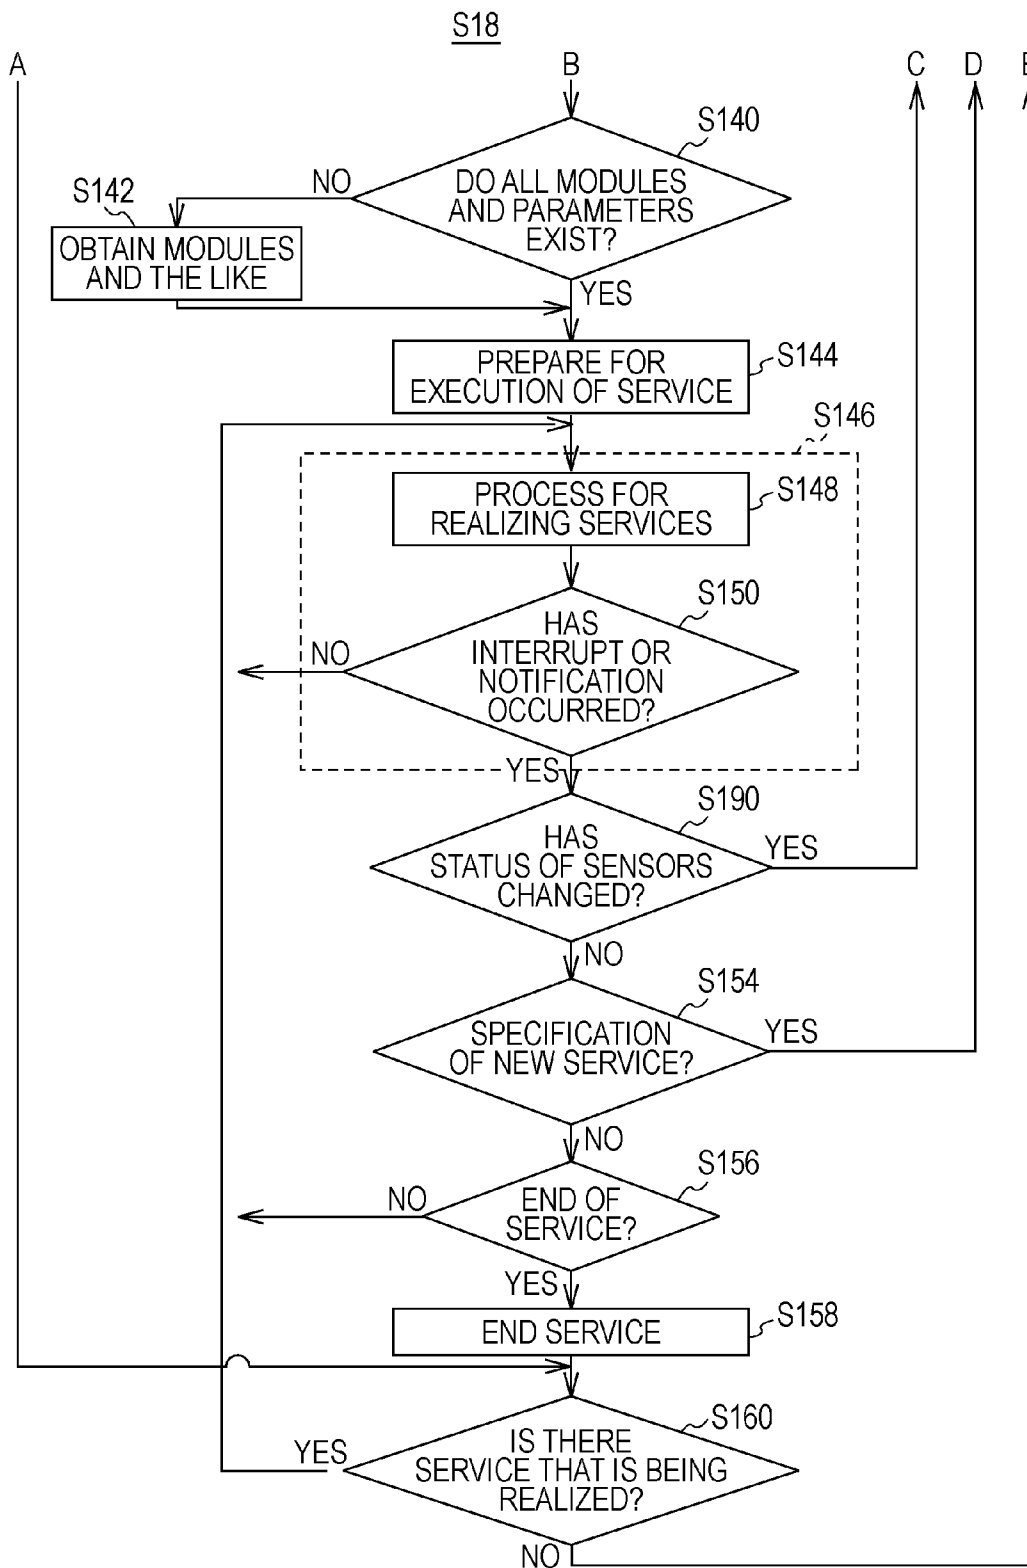 S18
A
B
C
D
E
S140
DO ALL MODULES
AND PARAMETERS
EXIST?
NO
S142
OBTAIN MODULES
AND THE LIKE
YES
S144
PREPARE FOR
EXECUTION OF SERVICE
S146
PROCESS FOR
REALIZING SERVICES
S148
S150
HAS
INTERRUPT OR
NOTIFICATION
OCCURRED?
NO
YES
S190
HAS
STATUS OF SENSORS
CHANGED?
YES
NO
S154
SPECIFICATION
OF NEW SERVICE?
YES
NO
S156
END OF
SERVICE?
NO
YES
END SERVICE
S158
S160
IS THERE
SERVICE THAT IS BEING
REALIZED?
YES
NO